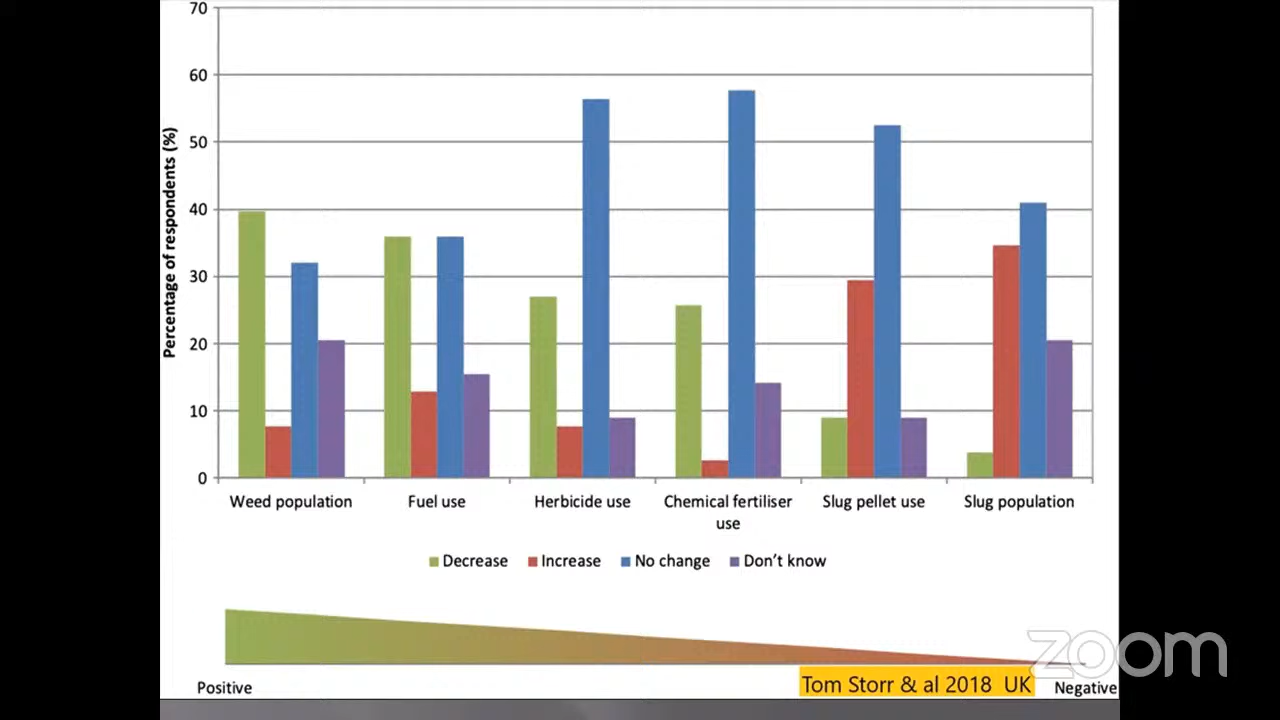 70
60
50
40
30
20
10
0
Percentage of respondents (%)
Weed population
Fuel use
Herbicide use
Chemical fertiliser
use
Slug pellet use
Slug population
Decrease
Increase
No change
Don't know
Positive
Tom Storr & al 2018 UK
Negative
zoom